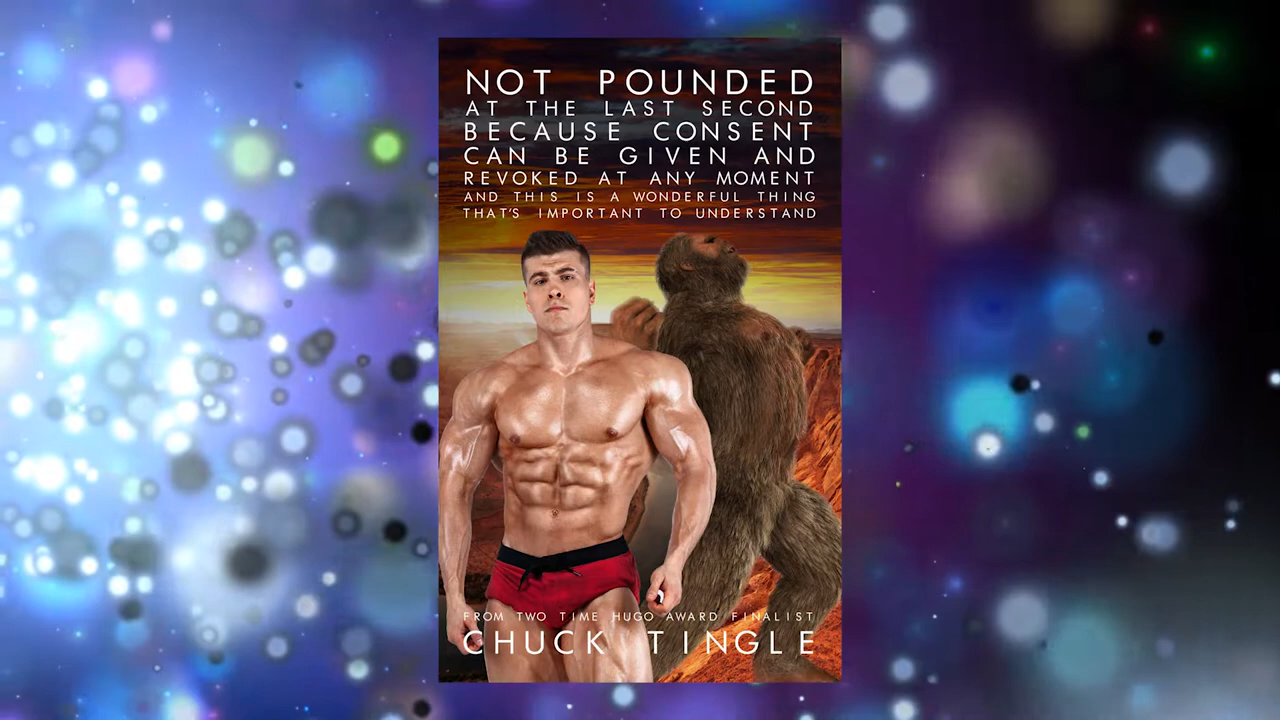 NOT POUNDED
AT THE LAST SECOND
BECAUSE CONSENT
CAN BE GIVEN AND
REVOKED AT ANY MOMENT
AND THIS IS A WONDERFUL THING
THAT'S IMPORTANT TO UNDERSTAND
FROM TWO TIME HUGO AWARD FINALIST
CHUCK TINGLE